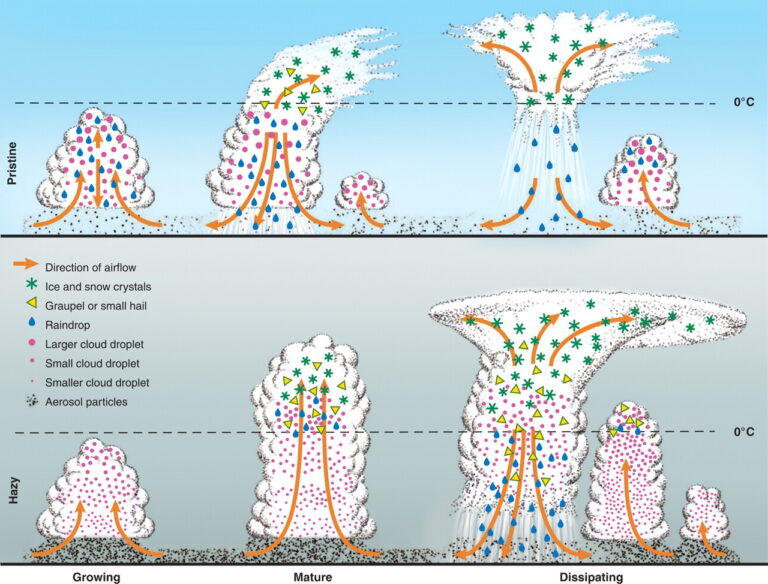 0°C
Pristine
Direction of airflow
Ice and snow crystals
Graupel or small hail
Raindrop
Larger cloud droplet
Small cloud droplet
Smaller cloud droplet
Aerosol particles
0°C
Hazy
Growing
Mature
Dissipating